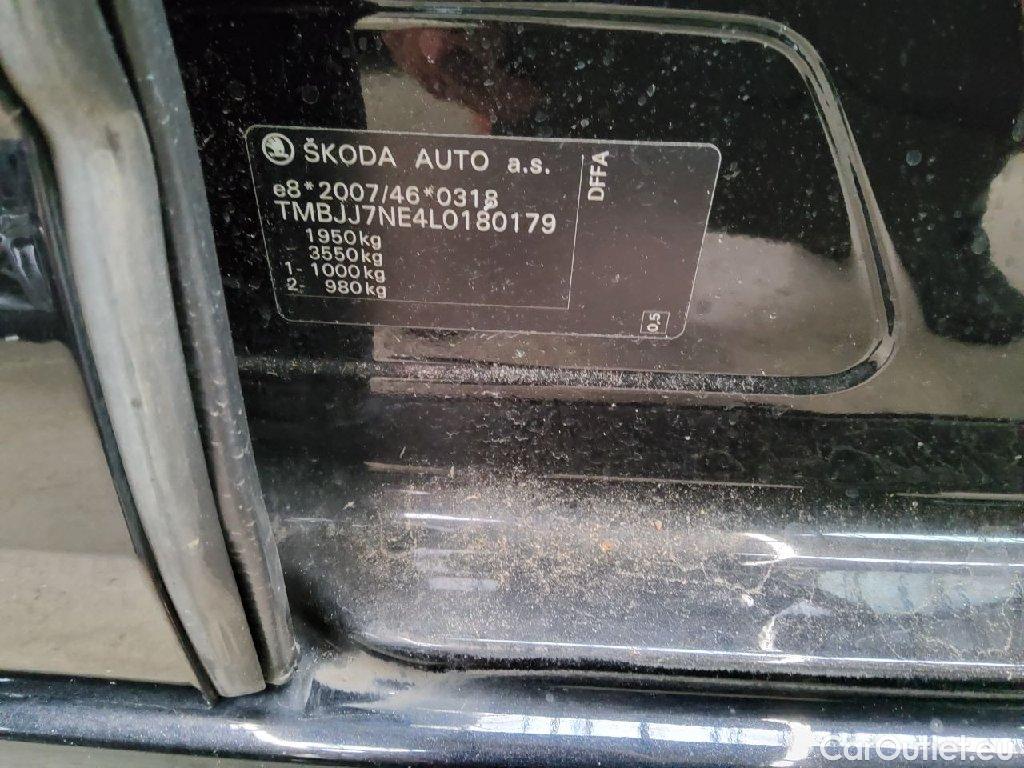 ŠKODA AUTO a.s.
e8*2007/46*0318
TMBJJ7NE4L0180179
1950kg
3550kg
1- 1000kg
2- 980kg
DFFA
0,5
CarOutlet.eu